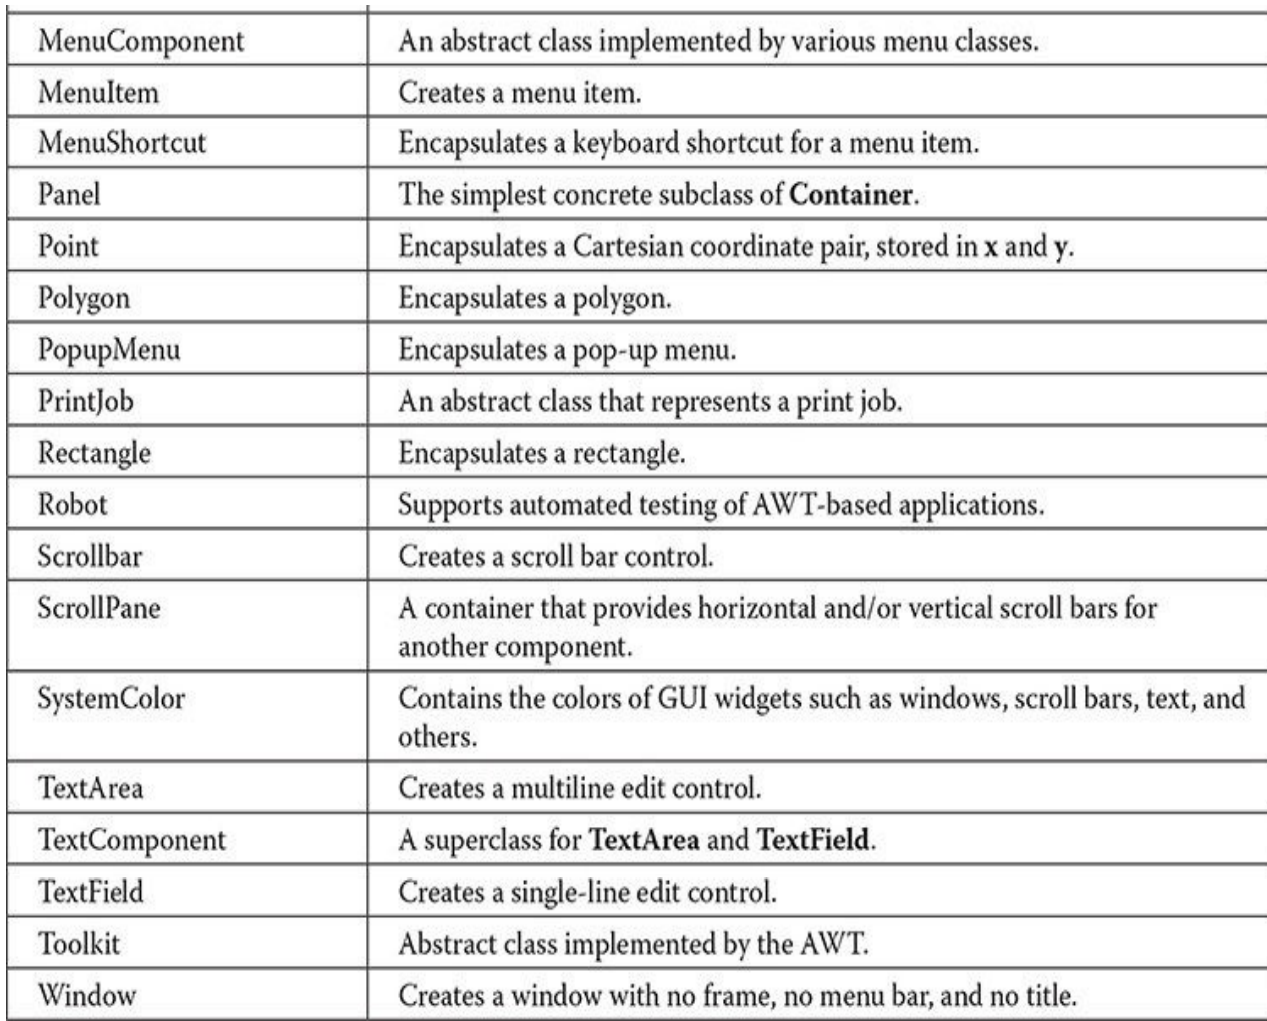 MenuComponent An abstract class implemented by various menu classes.
MenuItem Creates a menu item.
MenuShortcut Encapsulates a keyboard shortcut for a menu item.
Panel The simplest concrete subclass of Container.
Point Encapsulates a Cartesian coordinate pair, stored in x and y.
Polygon Encapsulates a polygon.
PopupMenu Encapsulates a pop-up menu.
PrintJob An abstract class that represents a print job.
Rectangle Encapsulates a rectangle.
Robot Supports automated testing of AWT-based applications.
Scrollbar Creates a scroll bar control.
ScrollPane A container that provides horizontal and/or vertical scroll bars for
another component.
SystemColor Contains the colors of GUI widgets such as windows, scroll bars, text, and
others.
TextArea Creates a multiline edit control.
TextComponent A superclass for TextArea and TextField.
TextField Creates a single-line edit control.
Toolkit Abstract class implemented by the AWT.
Window Creates a window with no frame, no menu bar, and no title.